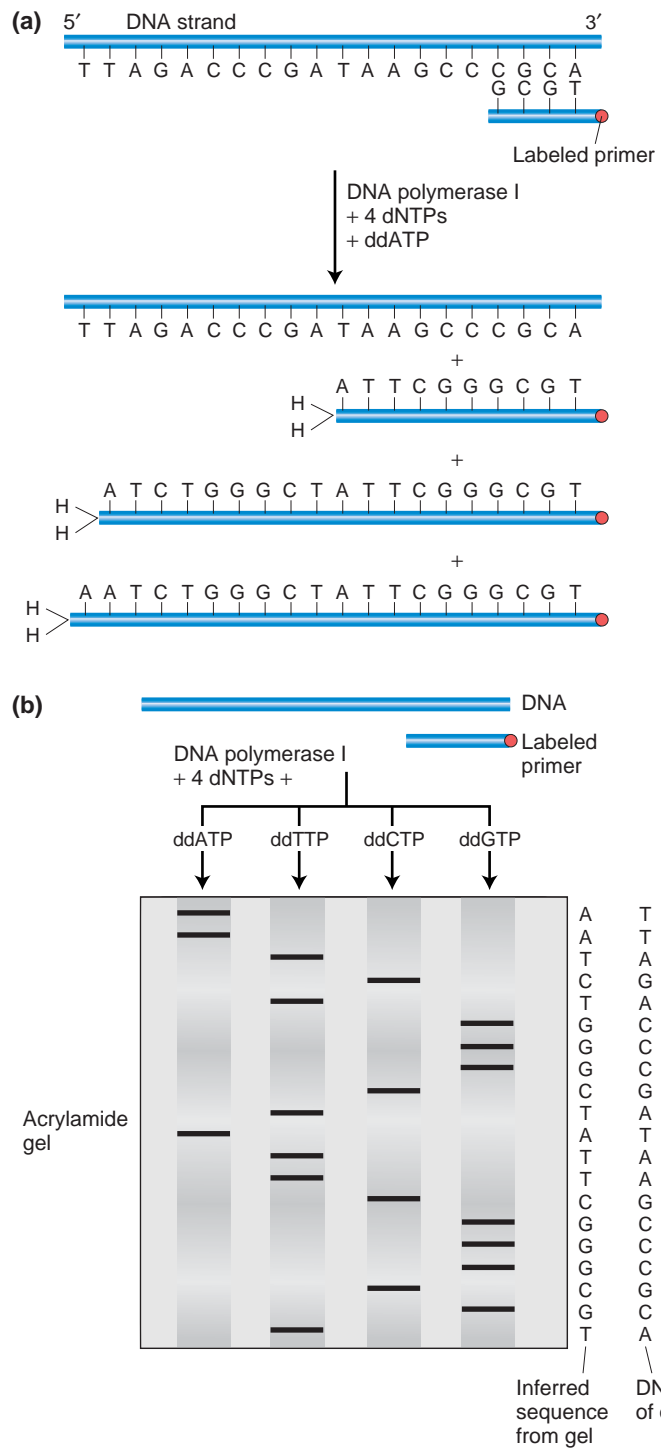 (a)
5′ DNA strand 3′
T T A G A C C C G A T A A G C C C G C A
G C G T
Labeled primer
DNA polymerase I
+ 4 dNTPs
+ ddATP
T T A G A C C C G A T A A G C C C G C A
+
A T T C G G G C G T
H
H
+
A T C T G G G C T A T T C G G G C G T
H
H
+
A A T C T G G G C T A T T C G G G C G T
H
H
(b)
DNA
Labeled
primer
DNA polymerase I
+ 4 dNTPs +
ddATP ddTTP ddCTP ddGTP
Acrylamide
gel
A T
A T
T A
C G
T A
G C
G C
G C
C G
T A
A T
T A
T A
C G
G C
G C
G C
C G
G C
T A
Inferred
sequence
from gel
of